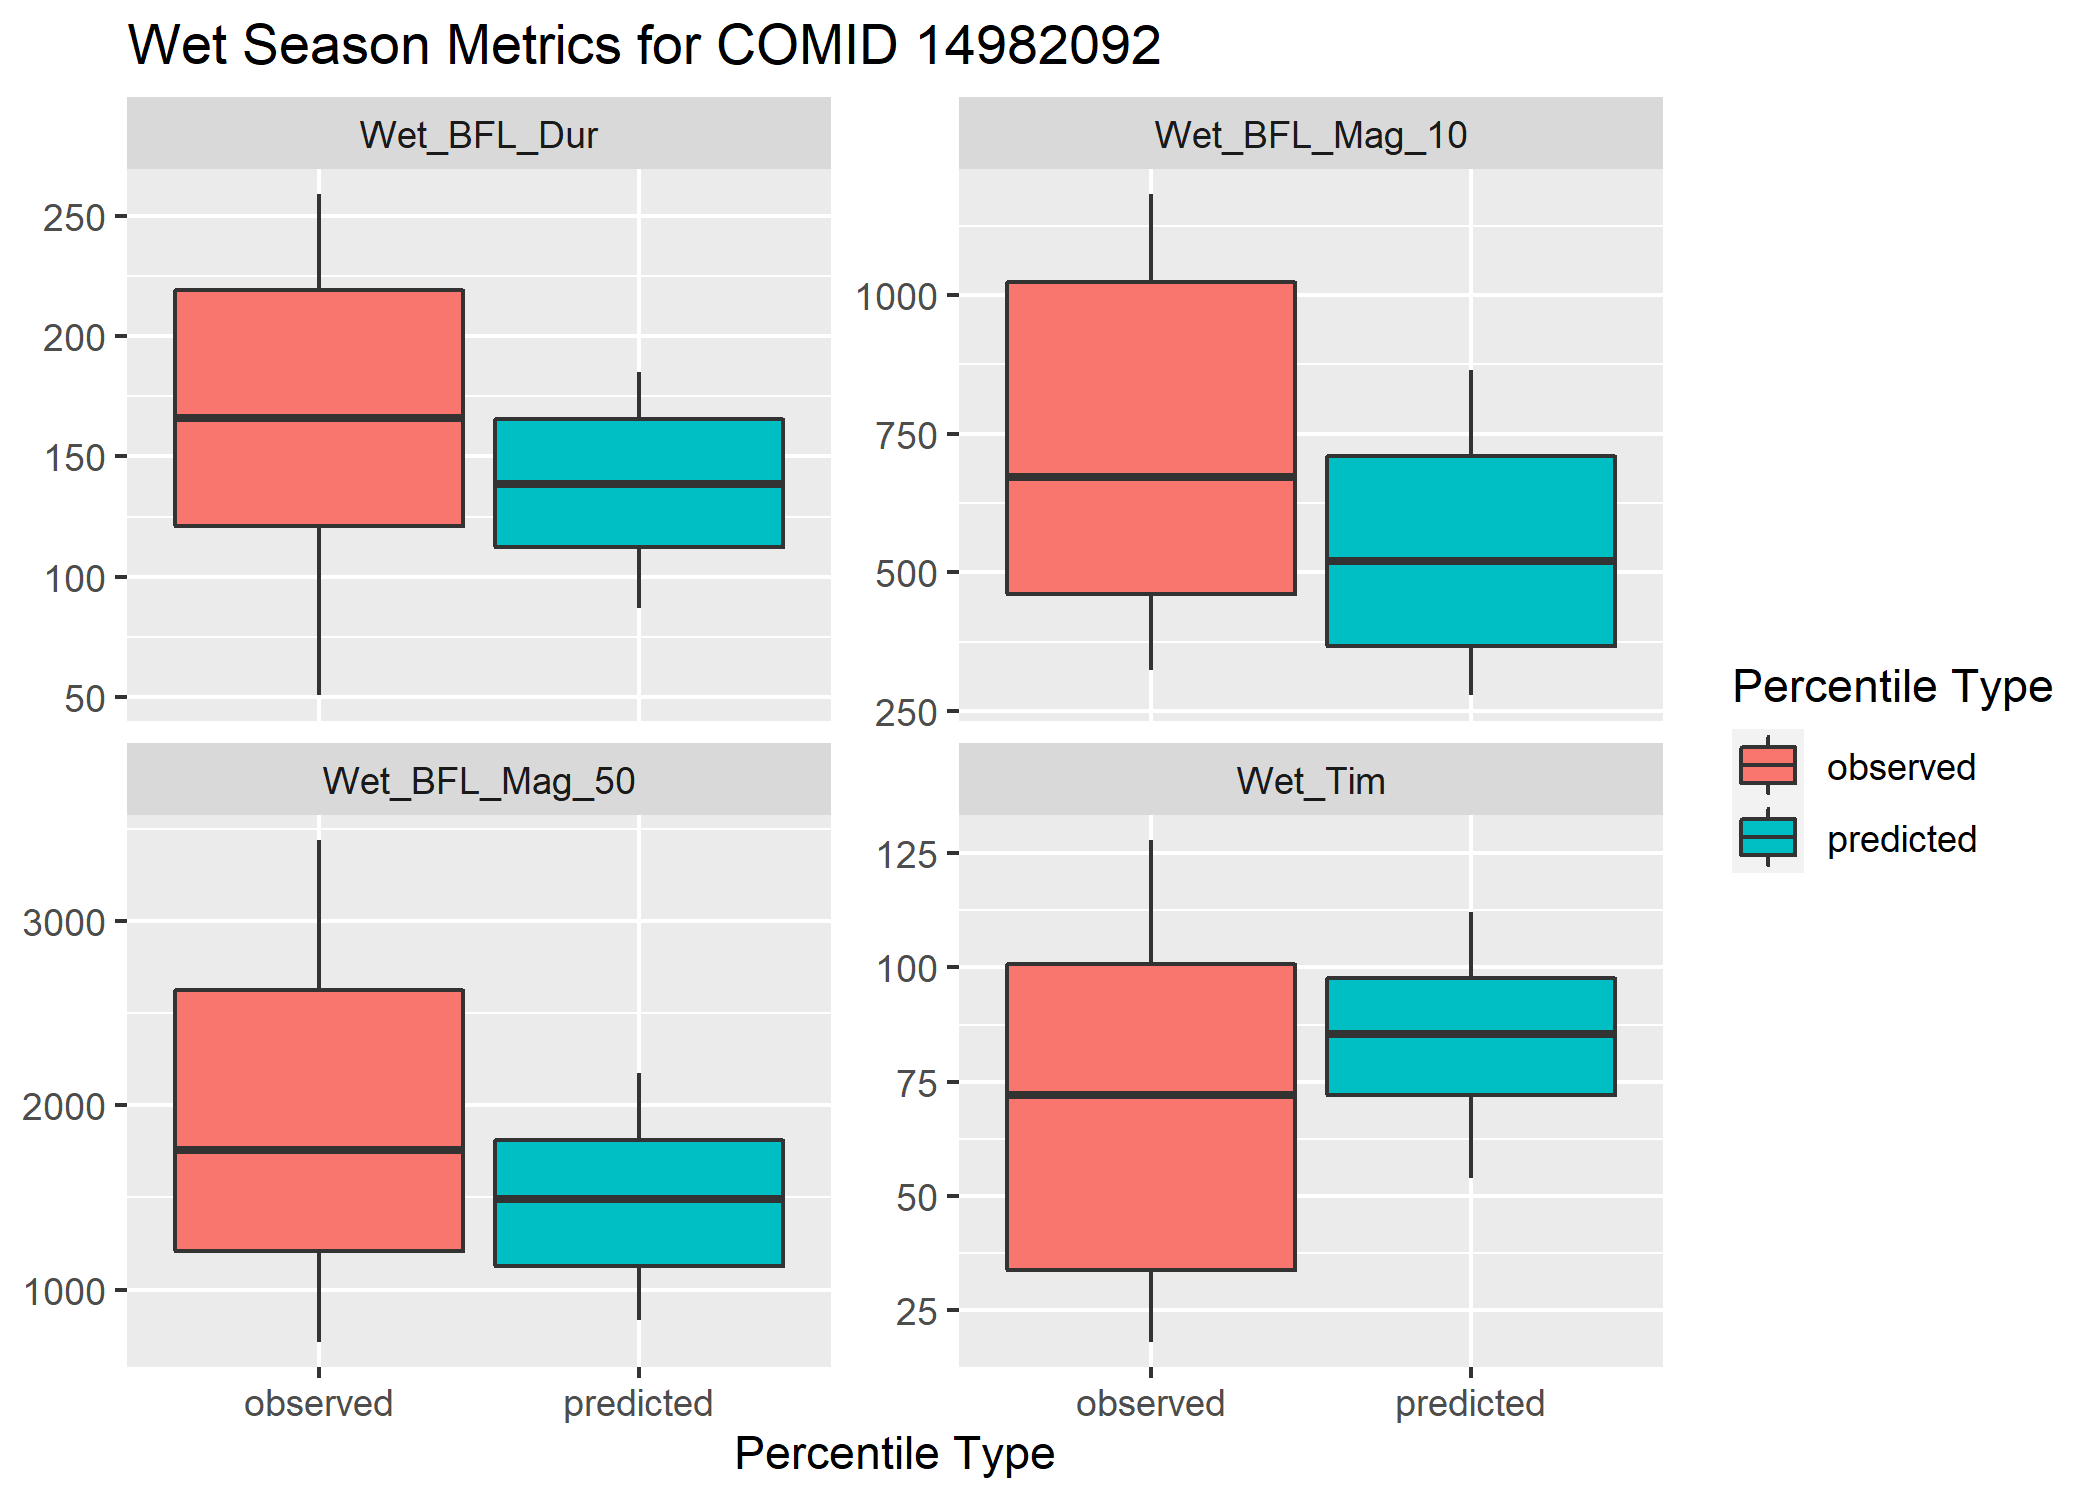 Wet Season Metrics for COMID 14982092
Wet_BFL_Dur
250
200
150
100
50
Wet_BFL_Mag_10
1000
750
500
250
Wet_BFL_Mag_50
3000
2000
1000
observed predicted
Wet_Tim
125
100
75
50
25
observed predicted
Percentile Type
Percentile Type
observed
predicted